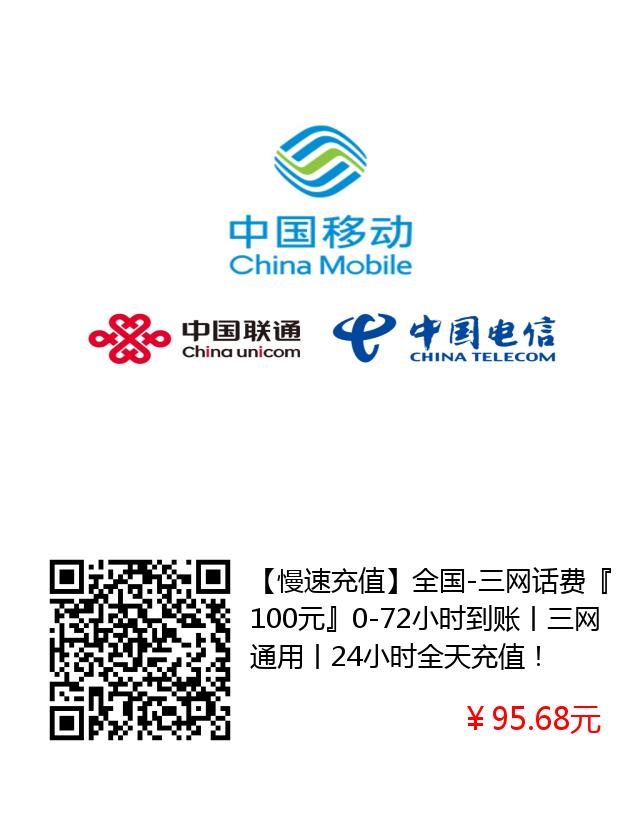 中国移动
China Mobile
中国联通
China unicom
中国电信
CHINA TELECOM
【慢速充值】全国-三网话费『
100元』0-72小时到账丨三网
通用丨24小时全天充值！
￥95.68元